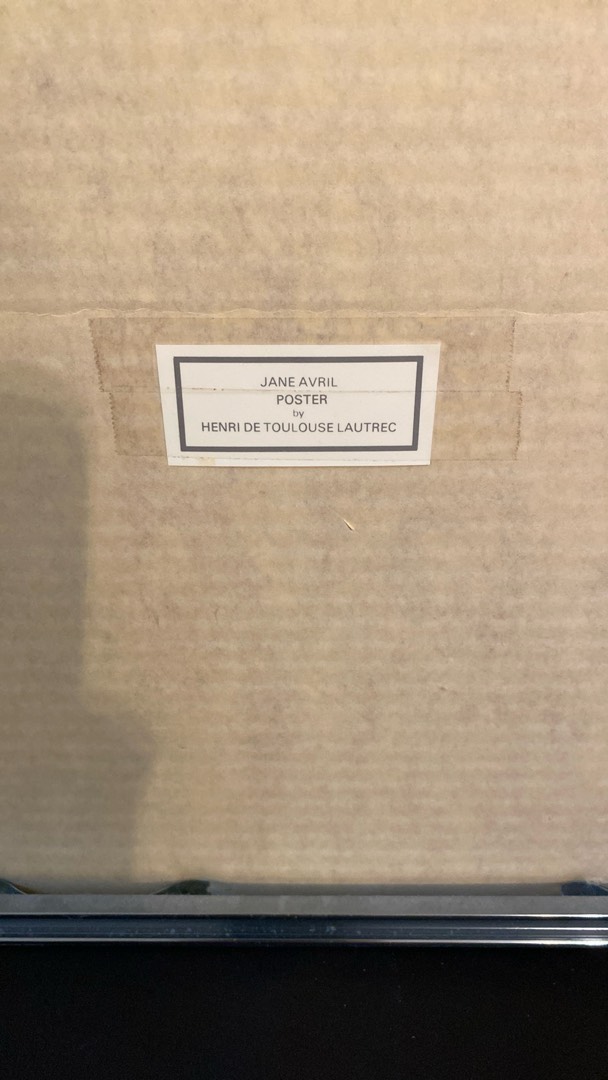 JANE AVRIL
POSTER
by
HENRI DE TOULOUSE LAUTREC